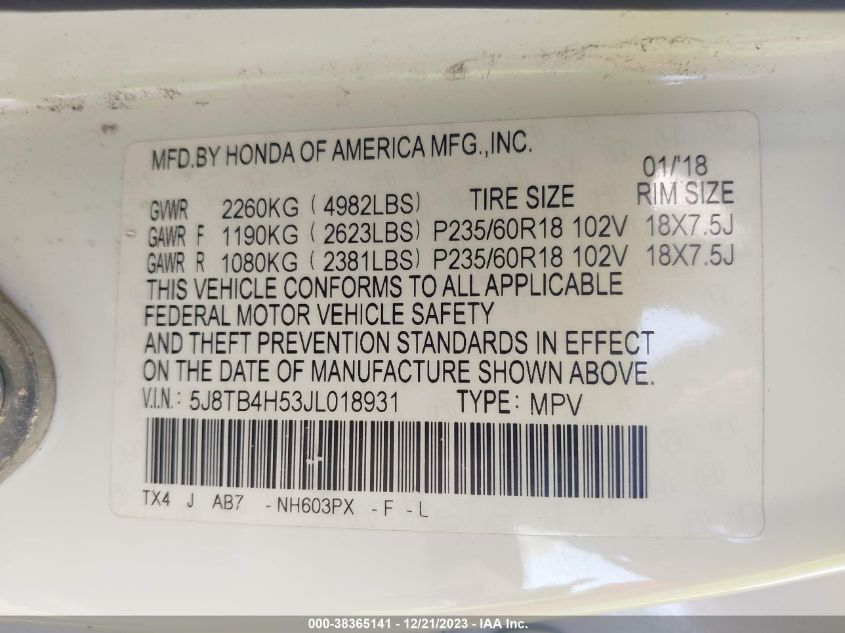 MFD.BY HONDA OF AMERICA MFG.,INC.
01/'18
GVWR 2260KG (4982LBS) TIRE SIZE RIM SIZE
GAWR F 1190KG (2623LBS) P235/60R18 102V 18X7.5J
GAWR R 1080KG (2381LBS) P235/60R18 102V 18X7.5J
THIS VEHICLE CONFORMS TO ALL APPLICABLE
FEDERAL MOTOR VEHICLE SAFETY
AND THEFT PREVENTION STANDARDS IN EFFECT
ON THE DATE OF MANUFACTURE SHOWN ABOVE.
V.I.N.: 5J8TB4H53JL018931 TYPE: MPV
TX4 J AB7 -NH603PX -F -L
000-38365141 - 12/21/2023 - IAA Inc.